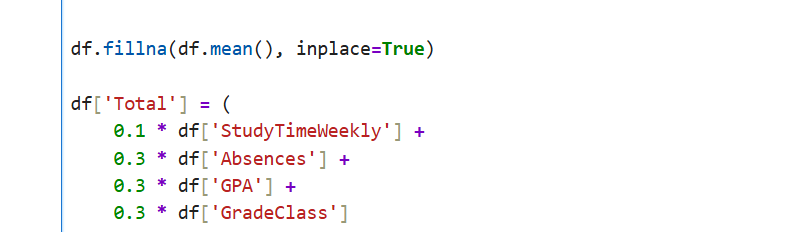 df.fillna(df.mean(), inplace=True)
df['Total'] = (
0.1 * df['StudyTimeWeekly'] +
0.3 * df['Absences'] +
0.3 * df['GPA'] +
0.3 * df['GradeClass']